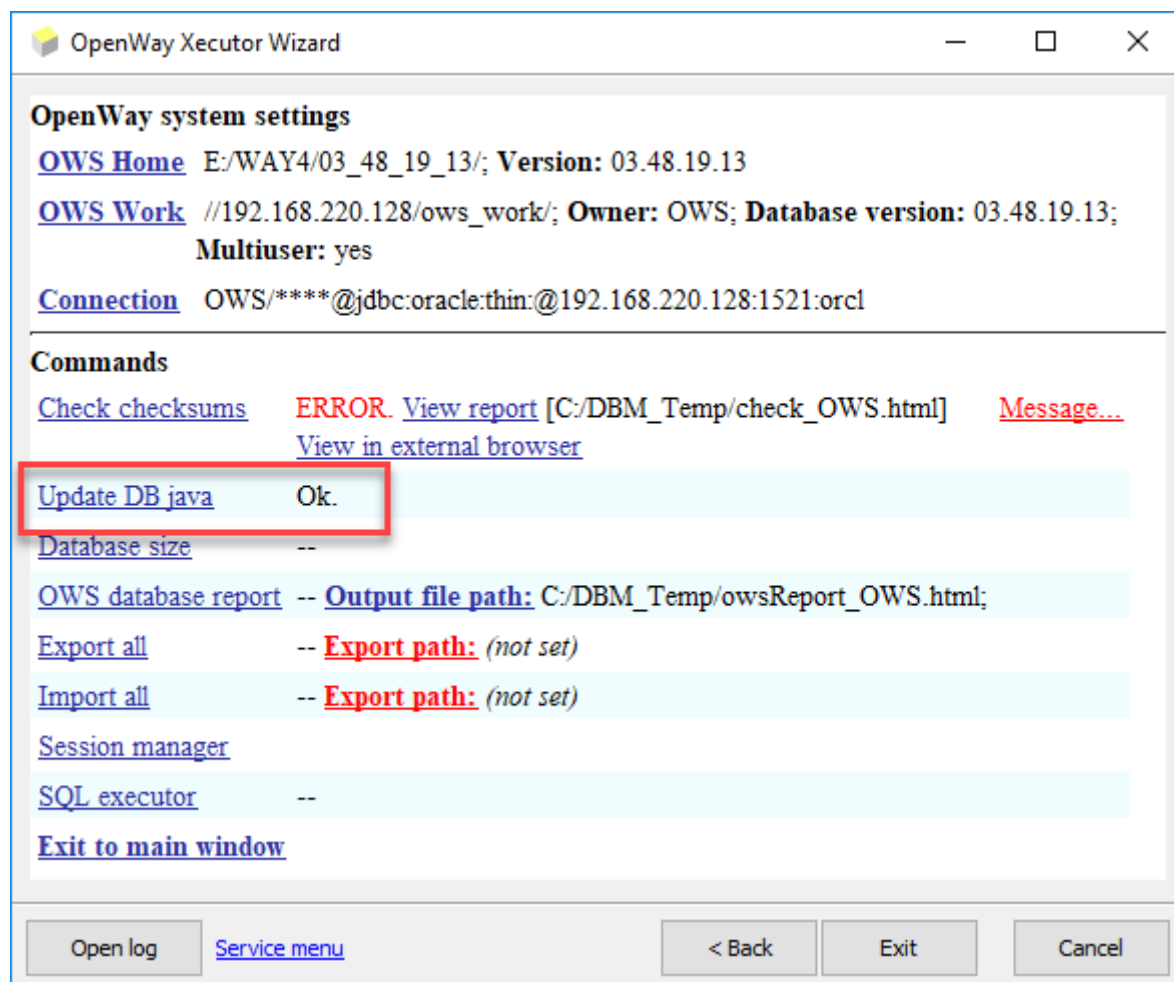 OpenWay Xecutor Wizard
OpenWay system settings
OWS Home E:/WAY4/03_48_19_13/; Version: 03.48.19.13
OWS Work //192.168.220.128/ows_work/; Owner: OWS; Database version: 03.48.19.13;
Multiuser: yes
Connection OWS/****@jdbc:oracle:thin:@192.168.220.128:1521:orcl
Commands
Check checksums ERROR. View report [C:/DBM_Temp/check_OWS.html] Message...
View in external browser
Update DB java Ok.
Database size --
OWS database report -- Output file path: C:/DBM_Temp/owsReport_OWS.html;
Export all -- Export path: (not set)
Import all -- Export path: (not set)
Session manager
SQL executor --
Exit to main window
Open log Service menu < Back Exit Cancel